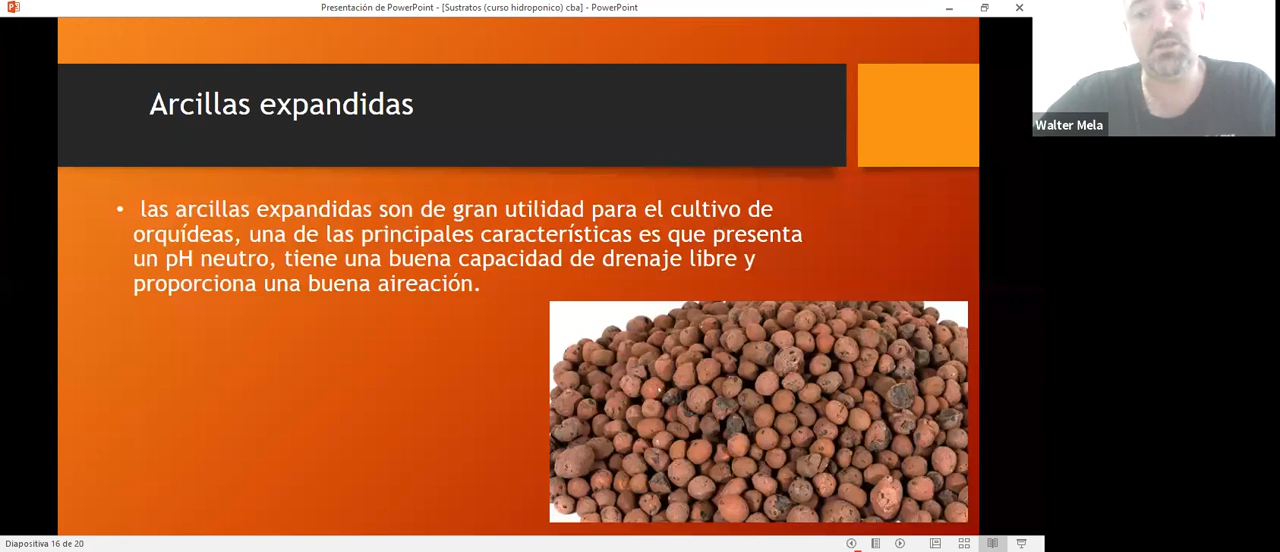 Presentación de PowerPoint - [Sustratos (curso hidroponico) cba] - PowerPoint
Arcillas expandidas
Walter Mela
• las arcillas expandidas son de gran utilidad para el cultivo de
orquídeas, una de las principales características es que presenta
un pH neutro, tiene una buena capacidad de drenaje libre y
proporciona una buena aireación.
Diapositiva 16 de 20